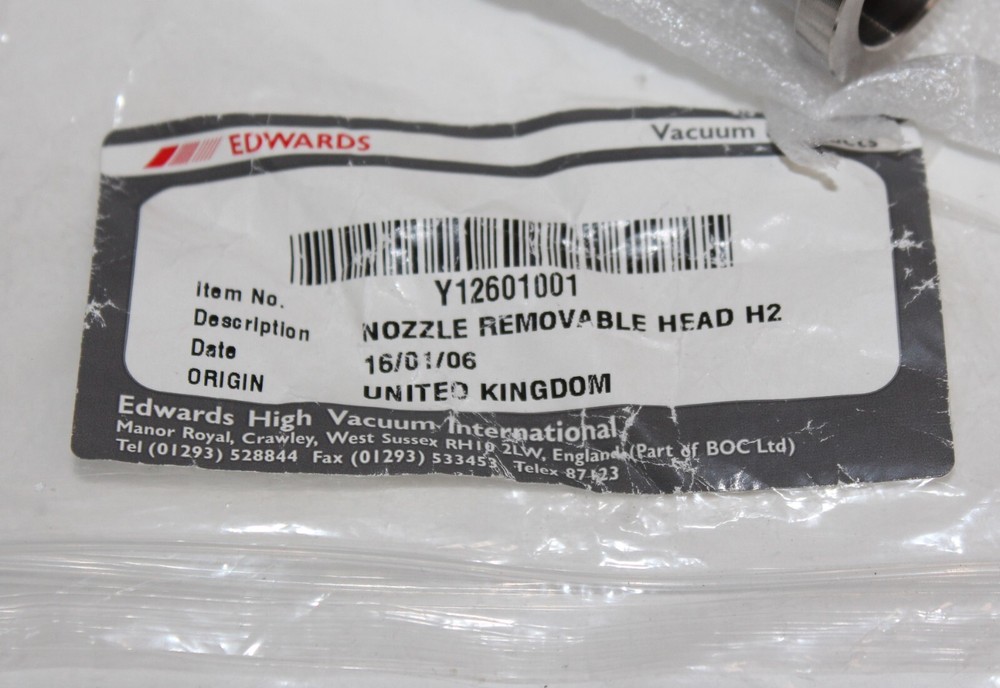 EDWARDS
Vacuum
Y12601001
Item No.
Description NOZZLE REMOVABLE HEAD H2
Date 16/01/06
ORIGIN UNITED KINGDOM
Edwards High Vacuum International
Manor Royal, Crawley, West Sussex RH10 2LW, England (Part of BOC Ltd)
Tel (01293) 528844 Fax (01293) 533453 Telex 87123